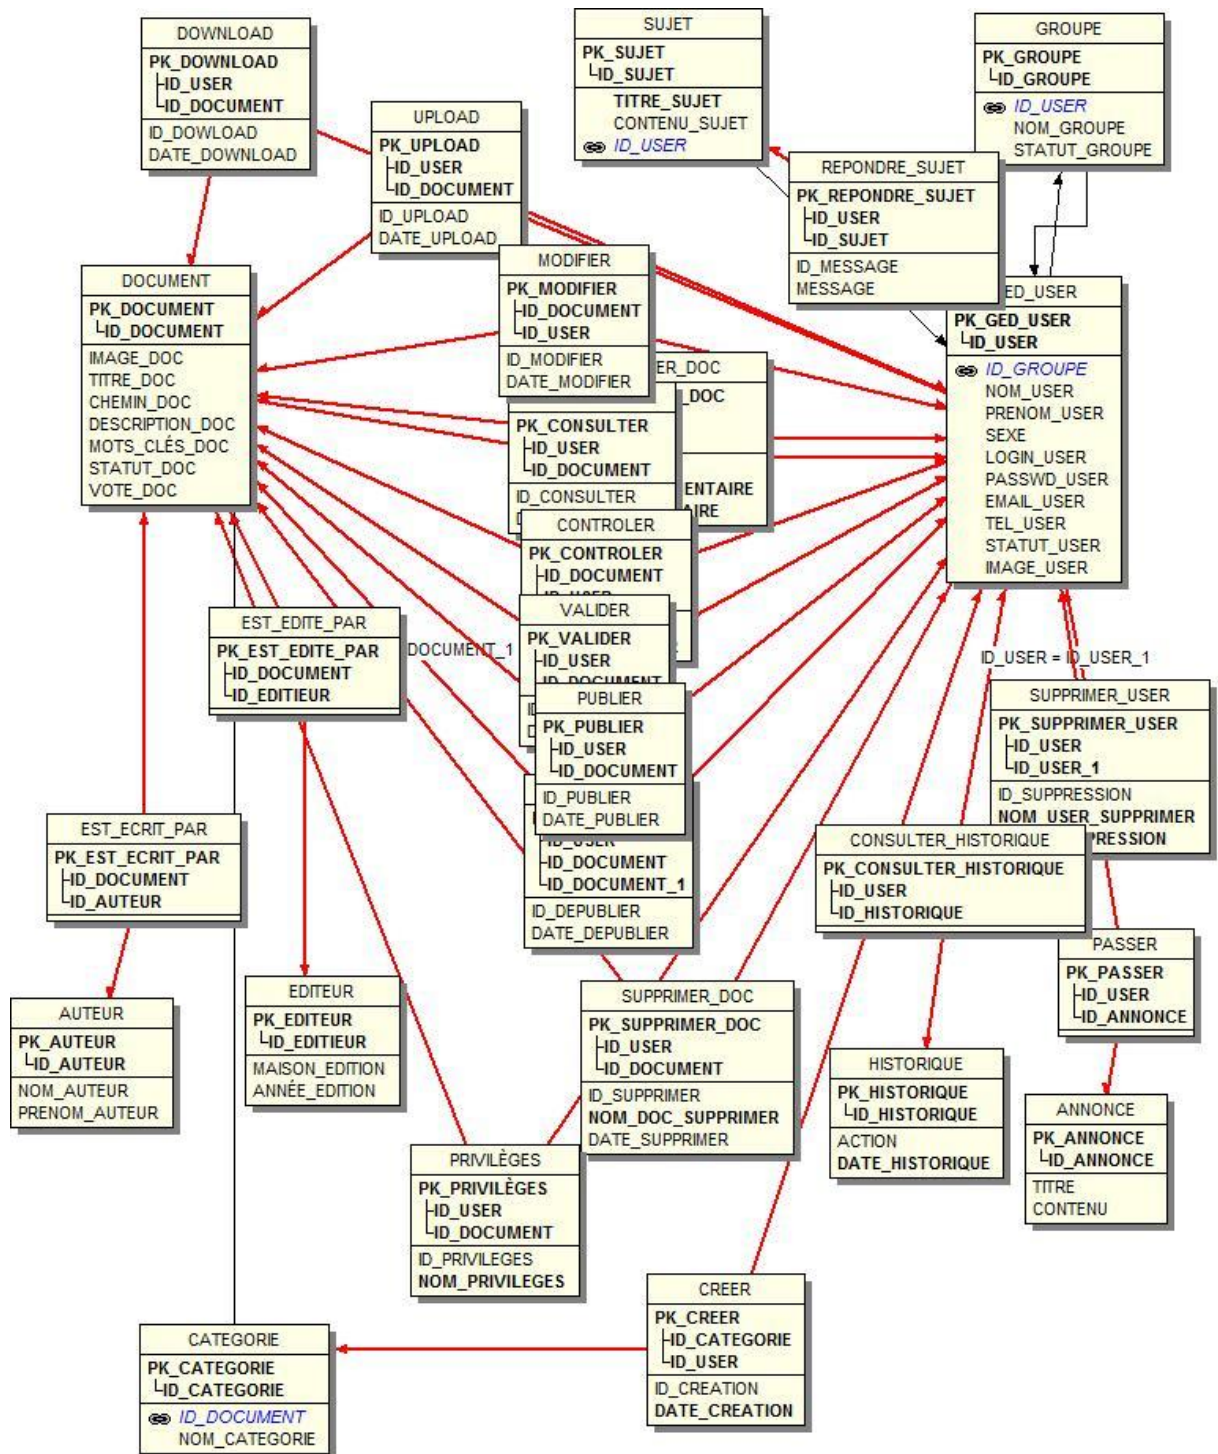 DOWNLOAD
PK_DOWNLOAD
ID_USER
ID_DOCUMENT
ID_DOWLOAD
DATE_DOWNLOAD
SUJET
PK_SUJET
ID_SUJET
TITRE_SUJET
CONTENU_SUJET
ID_USER
GROUPE
PK_GROUPE
ID_GROUPE
ID_USER
NOM_GROUPE
STATUT_GROUPE
UPLOAD
PK_UPLOAD
ID_USER
ID_DOCUMENT
ID_UPLOAD
DATE_UPLOAD
REPONDRE_SUJET
PK_REPONDRE_SUJET
ID_USER
ID_SUJET
ID_MESSAGE
MESSAGE
DOCUMENT
PK_DOCUMENT
ID_DOCUMENT
IMAGE_DOC
TITRE_DOC
CHEMIN_DOC
DESCRIPTION_DOC
MOTS_CLÉS_DOC
STATUT_DOC
VOTE_DOC
MODIFIER
PK_MODIFIER
ID_DOCUMENT
ID_USER
ID_MODIFIER
DATE_MODIFIER
ED_USER
PK_GED_USER
ID_USER
ID_GROUPE
NOM_USER
PRENOM_USER
SEXE
LOGIN_USER
PASSWD_USER
EMAIL_USER
TEL_USER
STATUT_USER
IMAGE_USER
ER_DOC
_DOC
ENTAIRE
AIRE
PK_CONSULTER
ID_USER
ID_DOCUMENT
ID_CONSULTER
CONTROLER
PK_CONTROLER
ID_DOCUMENT
VALIDER
PK_VALIDER
ID_USER
ID_DOCUMENT
EST_EDITE_PAR
PK_EST_EDITE_PAR
ID_DOCUMENT
ID_EDITIEUR
DOCUMENT_1
ID_USER = ID_USER_1
PUBLIER
PK_PUBLIER
ID_USER
ID_DOCUMENT
ID_PUBLIER
DATE_PUBLIER
SUPPRIMER_USER
PK_SUPPRIMER_USER
ID_USER
ID_USER_1
ID_SUPPRESSION
NOM_USER_SUPPRIMER
PRESSION
ID_USER
ID_DOCUMENT
ID_DOCUMENT_1
ID_DEPUBLIER
DATE_DEPUBLIER
EST_ECRIT_PAR
PK_EST_ECRIT_PAR
ID_DOCUMENT
ID_AUTEUR
CONSULTER_HISTORIQUE
PK_CONSULTER_HISTORIQUE
ID_USER
ID_HISTORIQUE
PASSER
PK_PASSER
ID_USER
ID_ANNONCE
AUTEUR
PK_AUTEUR
ID_AUTEUR
NOM_AUTEUR
PRENOM_AUTEUR
EDITEUR
PK_EDITEUR
ID_EDITIEUR
MAISON_EDITION
ANNÉE_EDITION
SUPPRIMER_DOC
PK_SUPPRIMER_DOC
ID_USER
ID_DOCUMENT
ID_SUPPRIMER
NOM_DOC_SUPPRIMER
DATE_SUPPRIMER
HISTORIQUE
PK_HISTORIQUE
ID_HISTORIQUE
ACTION
DATE_HISTORIQUE
ANNONCE
PK_ANNONCE
ID_ANNONCE
TITRE
CONTENU
PRIVILÈGES
PK_PRIVILÈGES
ID_USER
ID_DOCUMENT
ID_PRIVILEGES
NOM_PRIVILEGES
CREER
PK_CREER
ID_CATEGORIE
ID_USER
ID_CREATION
DATE_CREATION
CATEGORIE
PK_CATEGORIE
ID_CATEGORIE
ID_DOCUMENT
NOM_CATEGORIE